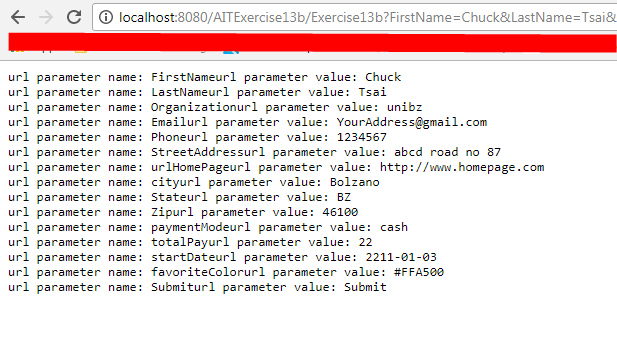 localhost:8080/AITExercise13b/Exercise13b?FirstName=Chuck&LastName=Tsai&
url parameter name: FirstNameurl parameter value: Chuck
url parameter name: LastNameurl parameter value: Tsai
url parameter name: Organizationurl parameter value: unibz
url parameter name: Emailurl parameter value: YourAddress@gmail.com
url parameter name: Phoneurl parameter value: 1234567
url parameter name: StreetAddressurl parameter value: abcd road no 87
url parameter name: urlHomePageurl parameter value: http://www.homepage.com
url parameter name: cityurl parameter value: Bolzano
url parameter name: Stateurl parameter value: BZ
url parameter name: Zipurl parameter value: 46100
url parameter name: paymentModeurl parameter value: cash
url parameter name: totalPayurl parameter value: 22
url parameter name: startDateurl parameter value: 2211-01-03
url parameter name: favoriteColorurl parameter value: #FFA500
url parameter name: Submiturl parameter value: Submit